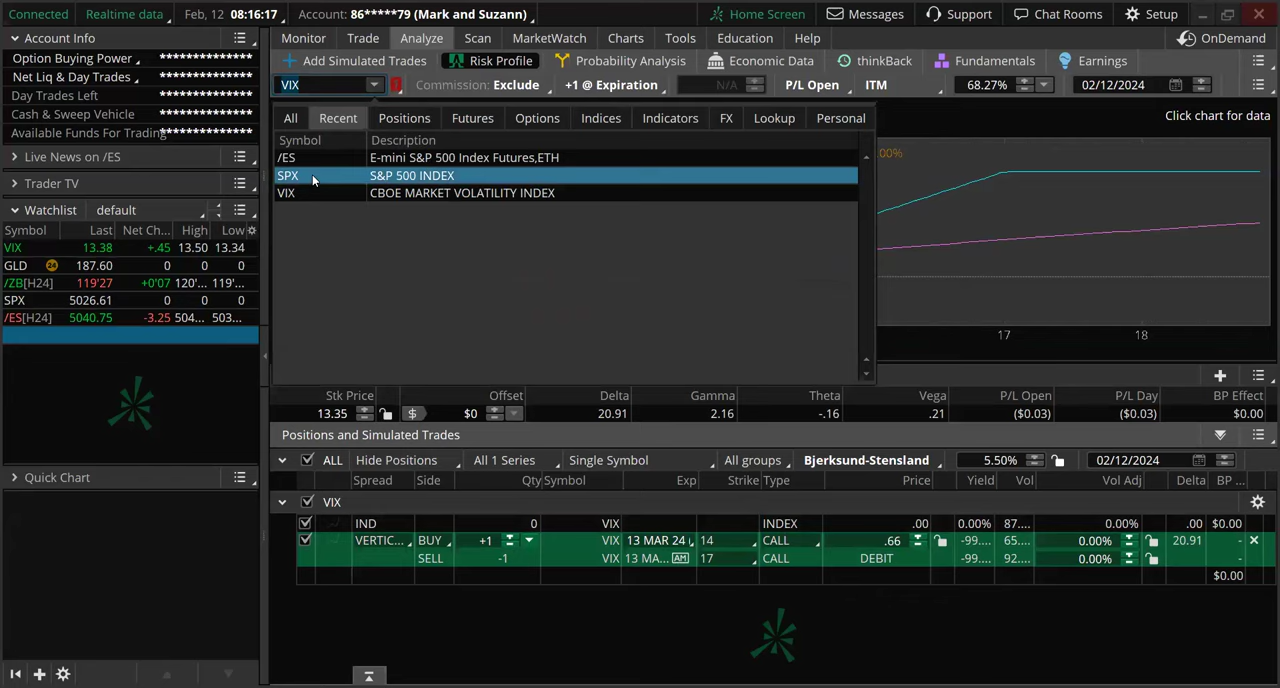 Connected Realtime data Feb, 12 08:16:17 Account: 86*****79 (Mark and Suzann) Home Screen Messages Support Chat Rooms Setup
Account Info
Option Buying Power ***************
Net Liq & Day Trades ***************
Day Trades Left ***************
Cash & Sweep Vehicle ***************
Available Funds For Trading ***************
Live News on /ES
Trader TV
Watchlist default
Symbol Last Net Ch... High Low
VIX 13.38 +.45 13.50 13.34
GLD 24 187.60 0 0 0
/ZB[H24] 119'27 +0'07 120'... 119'...
SPX 5026.61 0 0 0
/ES[H24] 5040.75 -3.25 504... 503...
Quick Chart
Monitor Trade Analyze Scan MarketWatch Charts Tools Education Help OnDemand
Add Simulated Trades Risk Profile Probability Analysis Economic Data thinkBack Fundamentals Earnings
VIX Commission: Exclude +1 @ Expiration N/A P/L Open ITM 68.27% 02/12/2024
All Recent Positions Futures Options Indices Indicators FX Lookup Personal
Symbol Description
/ES E-mini S&P 500 Index Futures,ETH
SPX S&P 500 INDEX
VIX CBOE MARKET VOLATILITY INDEX
Click chart for data
00%
17 18
Stk Price Offset Delta Gamma Theta Vega P/L Open P/L Day BP Effect
13.35 $ $0 20.91 2.16 -.16 .21 ($0.03) ($0.03) $0.00
Positions and Simulated Trades
ALL Hide Positions All 1 Series Single Symbol All groups Bjerksund-Stensland 5.50% 02/12/2024
Spread Side Qty Symbol Exp Strike Type Price Yield Vol Vol Adj Delta BP ...
VIX
IND 0 VIX INDEX .00 0.00% 87.... 0.00% .00 $0.00
VERTIC... BUY +1 VIX 13 MAR 24 14 CALL .66 -99.... 65.... 0.00% 20.91 -
SELL -1 VIX 13 MA... AM 17 CALL DEBIT -99.... 92.... 0.00% -
$0.00